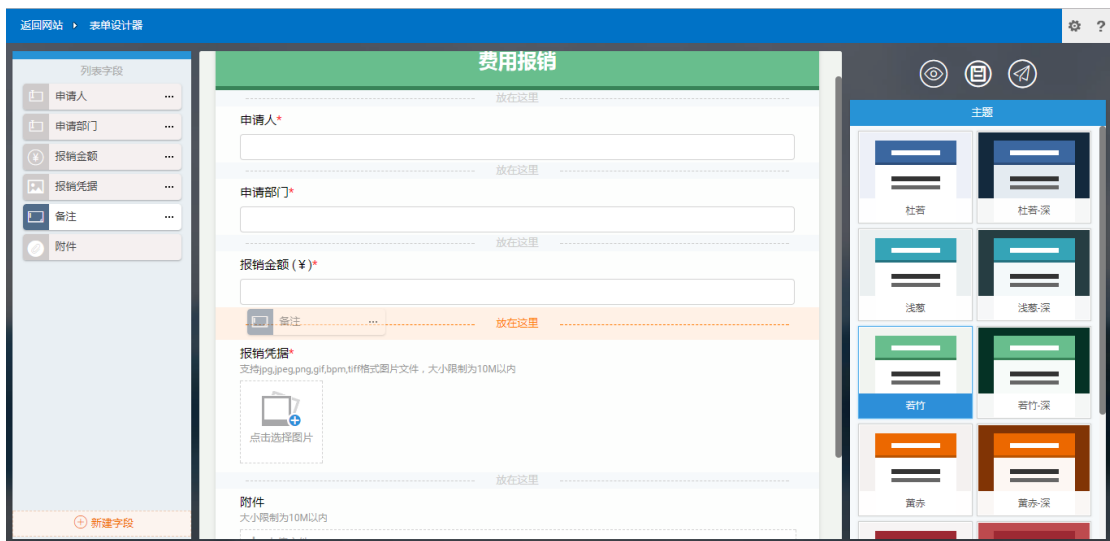 返回网站 表单设计器 ?
列表字段
申请人
申请部门
报销金额
报销凭据
备注
附件
新建字段
费用报销
放在这里
申请人*
放在这里
申请部门*
放在这里
报销金额 (¥)*
备注 放在这里
报销凭据*
支持jpg,jpeg,png,gif,bpm,tiff格式图片文件，大小限制为10M以内
点击选择图片
放在这里
附件
大小限制为10M以内
主题
杜若 杜若-深
浅葱 浅葱-深
若竹 若竹-深
薰赤 薰赤-深